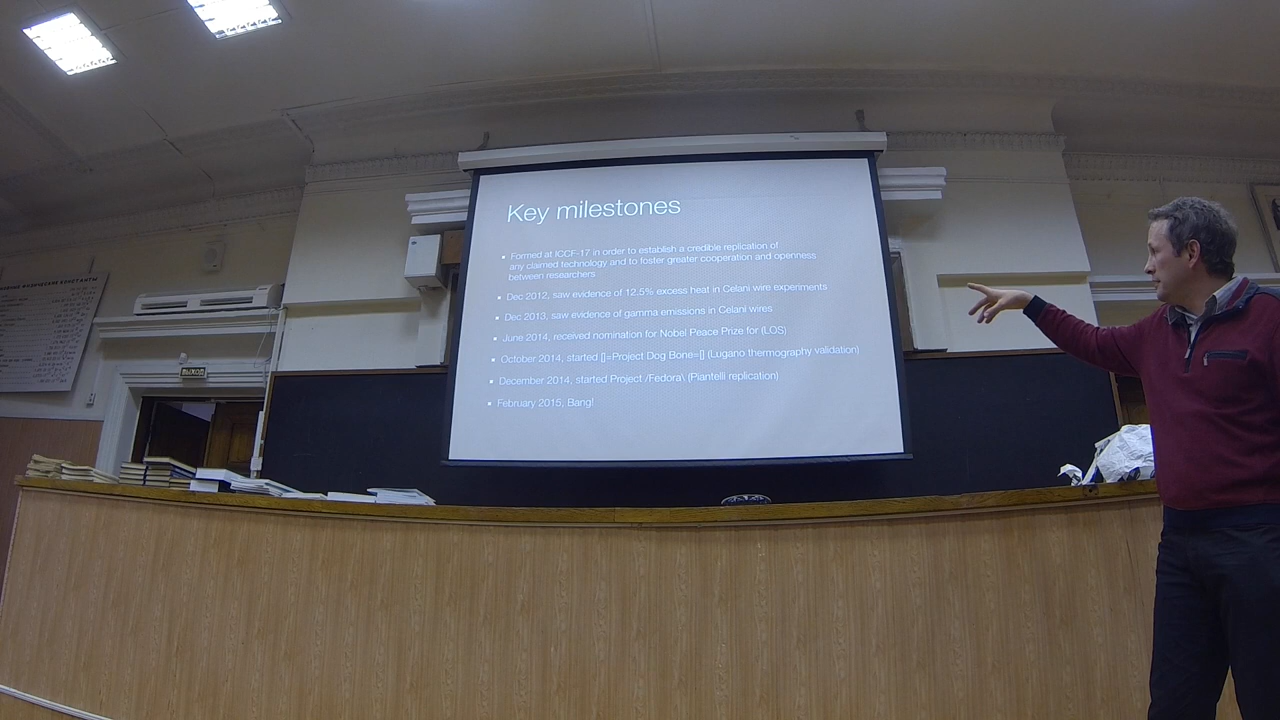 Key milestones
Formed at ICCF-17 in order to establish a credible replication of
any claimed technology and to foster greater cooperation and openness
between researchers
Dec 2012, saw evidence of 12.5% excess heat in Celani wire experiments
Dec 2013, saw evidence of gamma emissions in Celani wires
June 2014, received nomination for Nobel Peace Prize for (LOS)
October 2014, started []=Project Dog Bone=[] (Lugano thermography validation)
December 2014, started Project /Fedora\ (Piantelli replication)
February 2015, Bang!
ФИЗИЧЕСКИЕ КОНСТАНТЫ
ВЫХОД